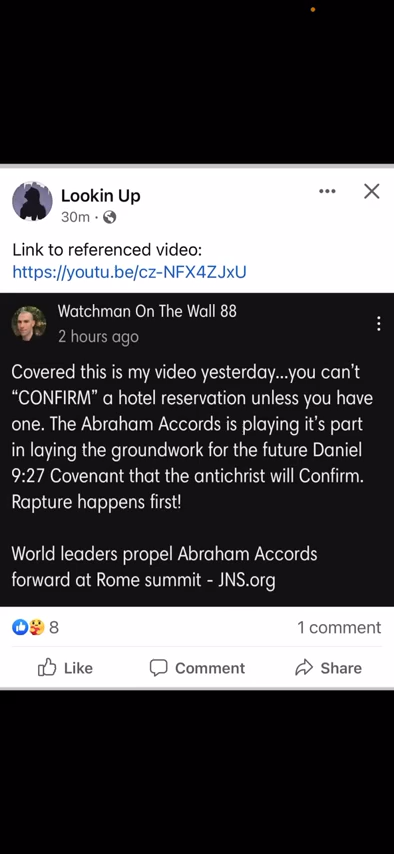 Lookin Up
30m ·
Link to referenced video:
https://youtu.be/cz-NFX4ZJxU
Watchman On The Wall 88
2 hours ago
Covered this is my video yesterday...you can't
“CONFIRM” a hotel reservation unless you have
one. The Abraham Accords is playing it's part
in laying the groundwork for the future Daniel
9:27 Covenant that the antichrist will Confirm.
Rapture happens first!
World leaders propel Abraham Accords
forward at Rome summit - JNS.org
8
1 comment
Like
Comment
Share